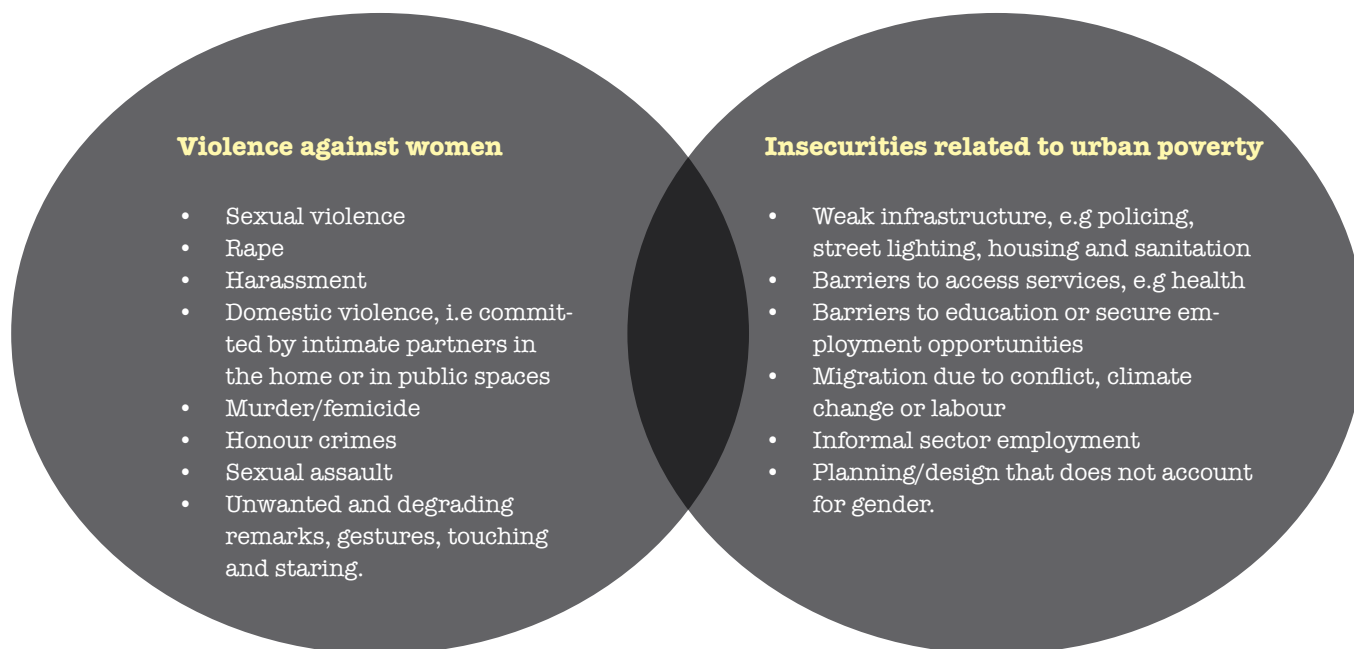 Violence against women
• Sexual violence
• Rape
• Harassment
• Domestic violence, i.e commit-
ted by intimate partners in
the home or in public spaces
• Murder/femicide
• Honour crimes
• Sexual assault
• Unwanted and degrading
remarks, gestures, touching
and staring.
Insecurities related to urban poverty
• Weak infrastructure, e.g policing,
street lighting, housing and sanitation
• Barriers to access services, e.g health
• Barriers to education or secure em-
ployment opportunities
• Migration due to conflict, climate
change or labour
• Informal sector employment
• Planning/design that does not account
for gender.